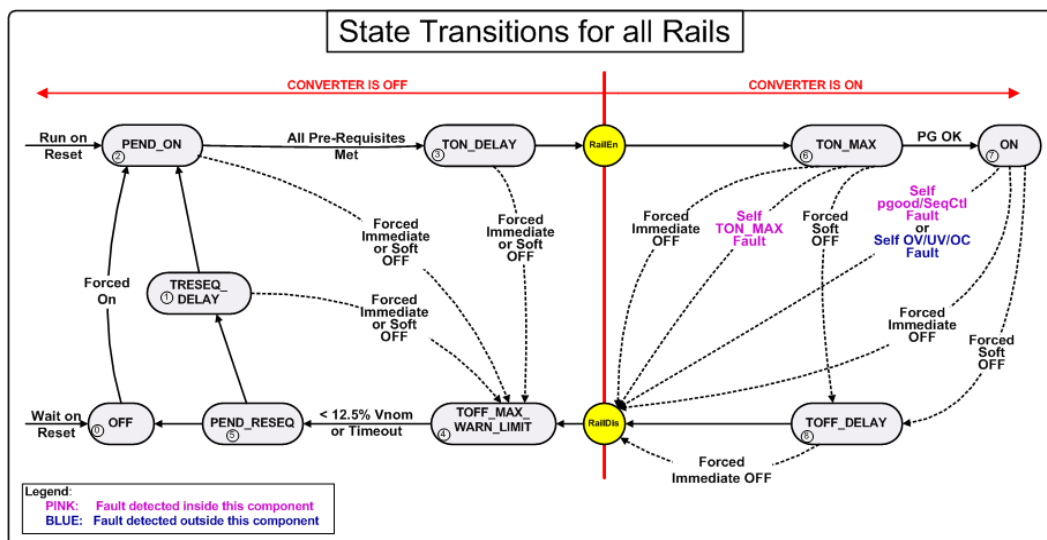 State Transitions for all Rails
CONVERTER IS OFF
CONVERTER IS ON
Run on
Reset
PEND_ON
2
All Pre-Requisites
Met
TON_DELAY
3
RailEn
TON_MAX
6
PG OK
ON
7
Forced
Immediate
or Soft
OFF
Forced
Immediate
or Soft
OFF
Forced
Immediate
OFF
Self
TON_MAX
Fault
Forced
Soft
OFF
Self
pgood/SeqCtl
Fault
or
Self OV/UV/OC
Fault
Forced
On
TRESEQ_
DELAY
1
Forced
Immediate
or Soft
OFF
Forced
Immediate
OFF
Forced
Soft
OFF
Wait on
Reset
OFF
0
PEND_RESEQ
5
< 12.5% Vnom
or Timeout
TOFF_MAX_
WARN_LIMIT
4
RailDis
TOFF_DELAY
8
Forced
Immediate OFF
Legend:
PINK: Fault detected inside this component
BLUE: Fault detected outside this component